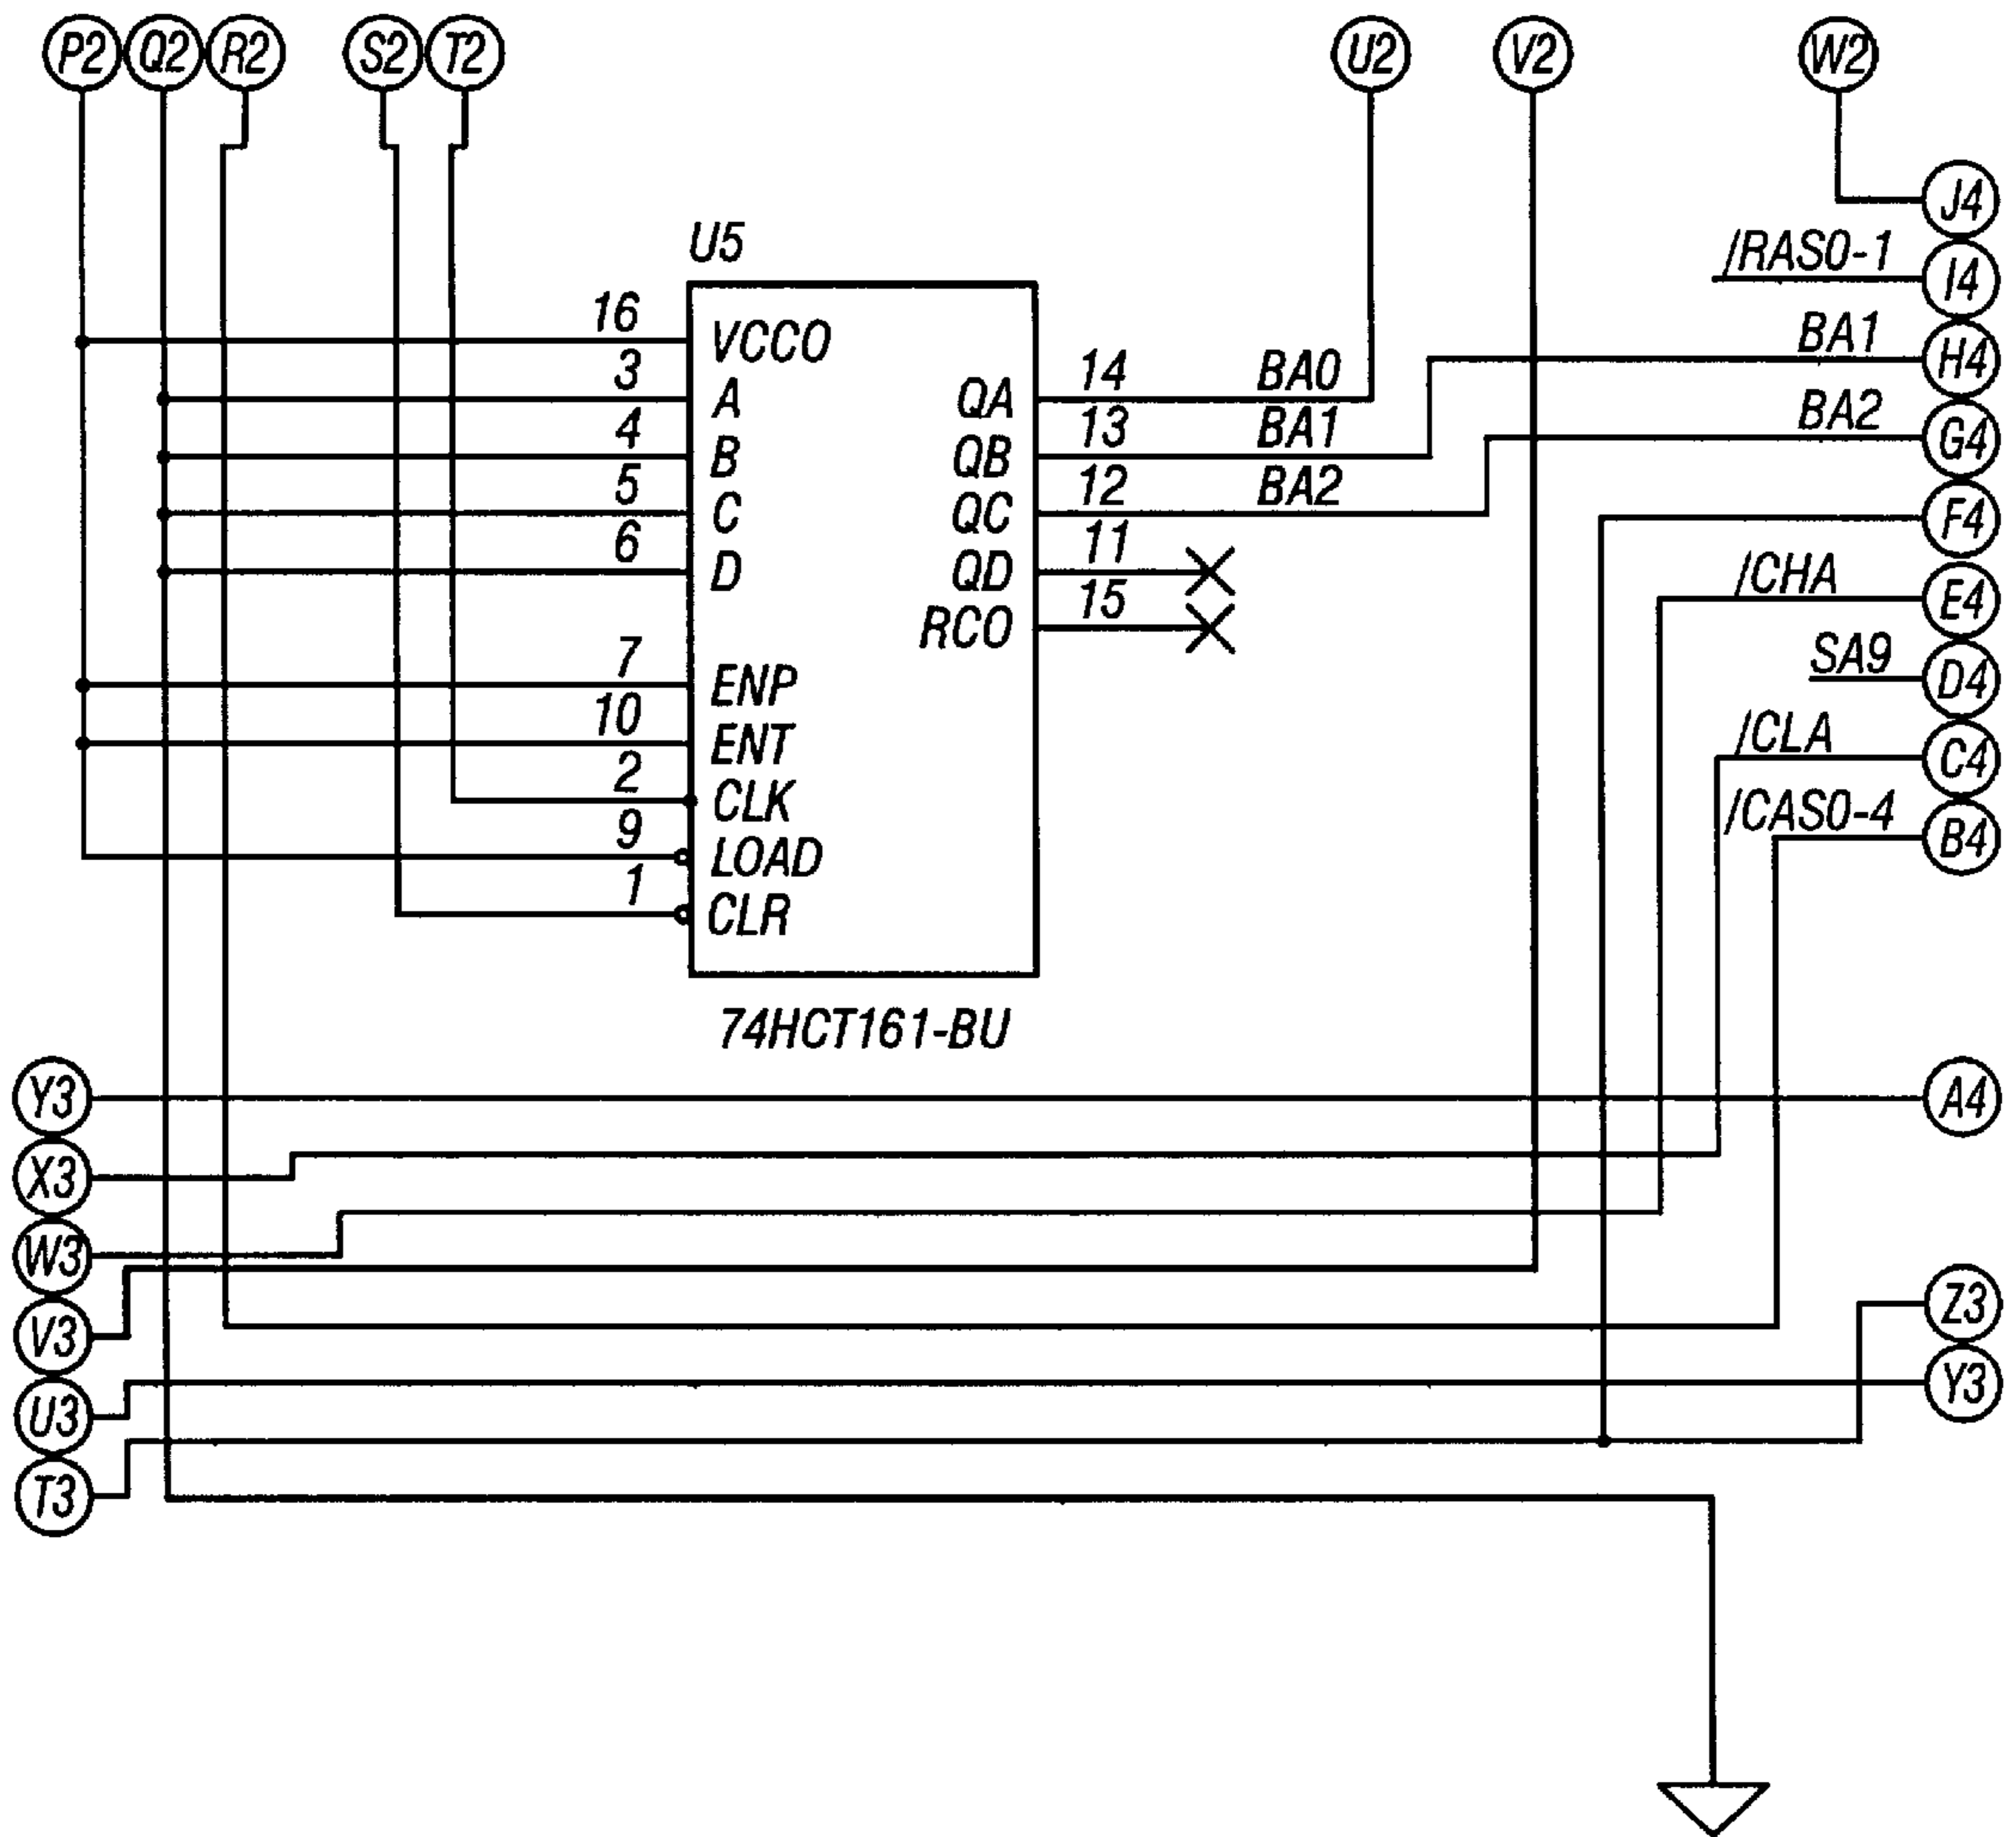 P2 Q2 R2 S2 T2 U2 V2 W2
J4
U5
/RAS0-1 I4
16 VCCO
BA1 H4
3 A QA 14 BA0
BA2 G4
4 B QB 13 BA1
5 C QC 12 BA2
F4
6 D QD 11
/CHA E4
RCO 15
SA9 D4
7 ENP
10 ENT
/CLA C4
2 CLK
/CAS0-4 B4
9 LOAD
1 CLR
74HCT161-BU
Y3 A4
X3
W3
Z3
V3
Y3
U3
T3